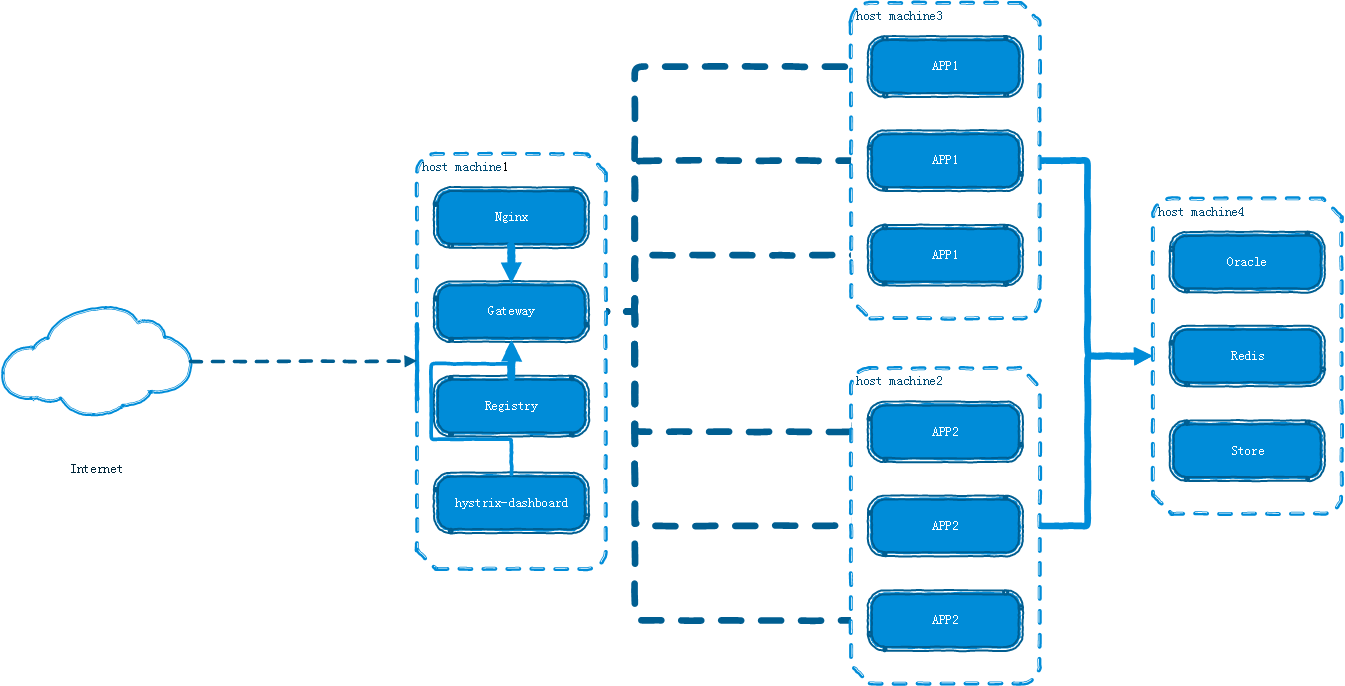 Internet
host machine1
Nginx
Gateway
Registry
hystrix-dashboard
host machine3
APP1
APP1
APP1
host machine2
APP2
APP2
APP2
host machine4
Oracle
Redis
Store